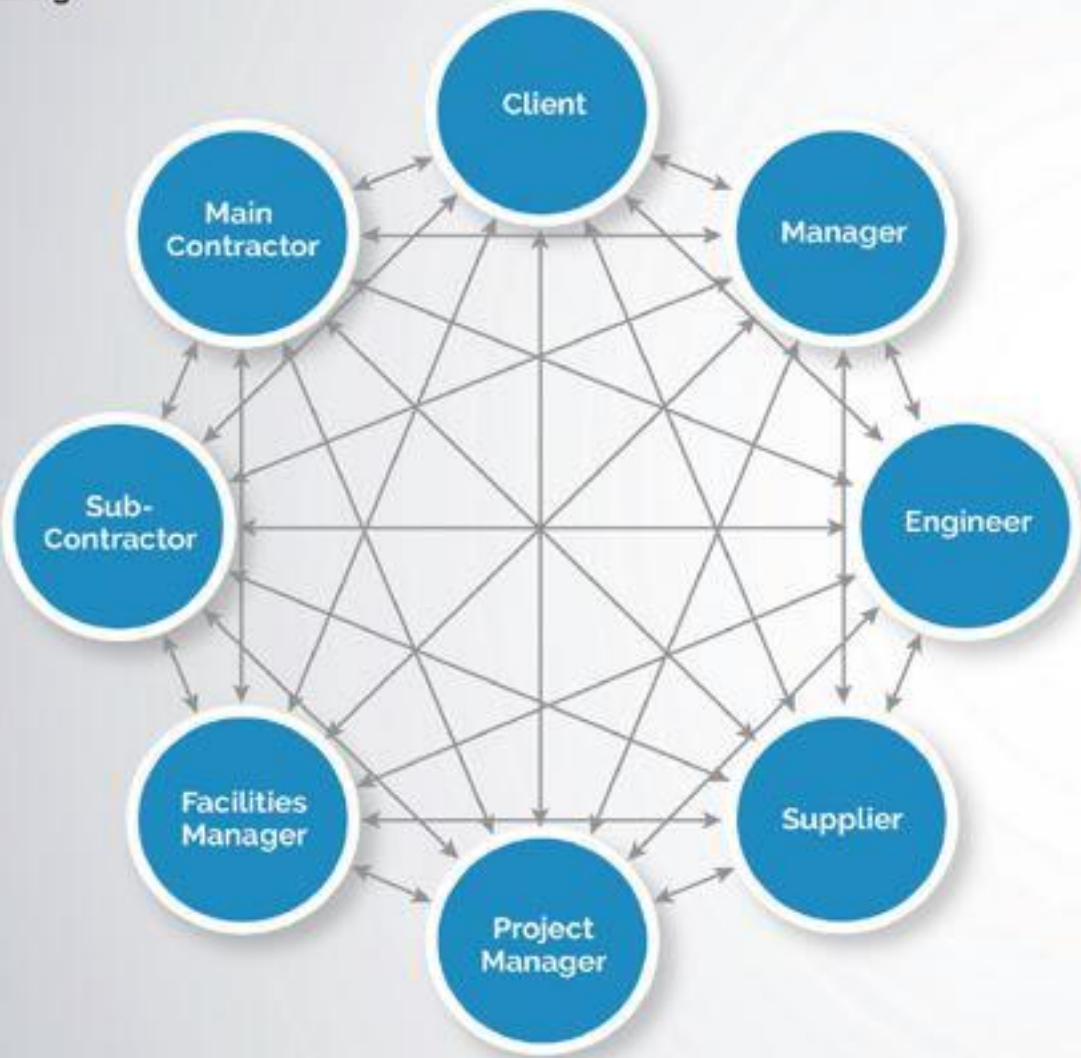 Client
Main
Contractor
Manager
Sub-
Contractor
Engineer
Facilities
Manager
Supplier
Project
Manager